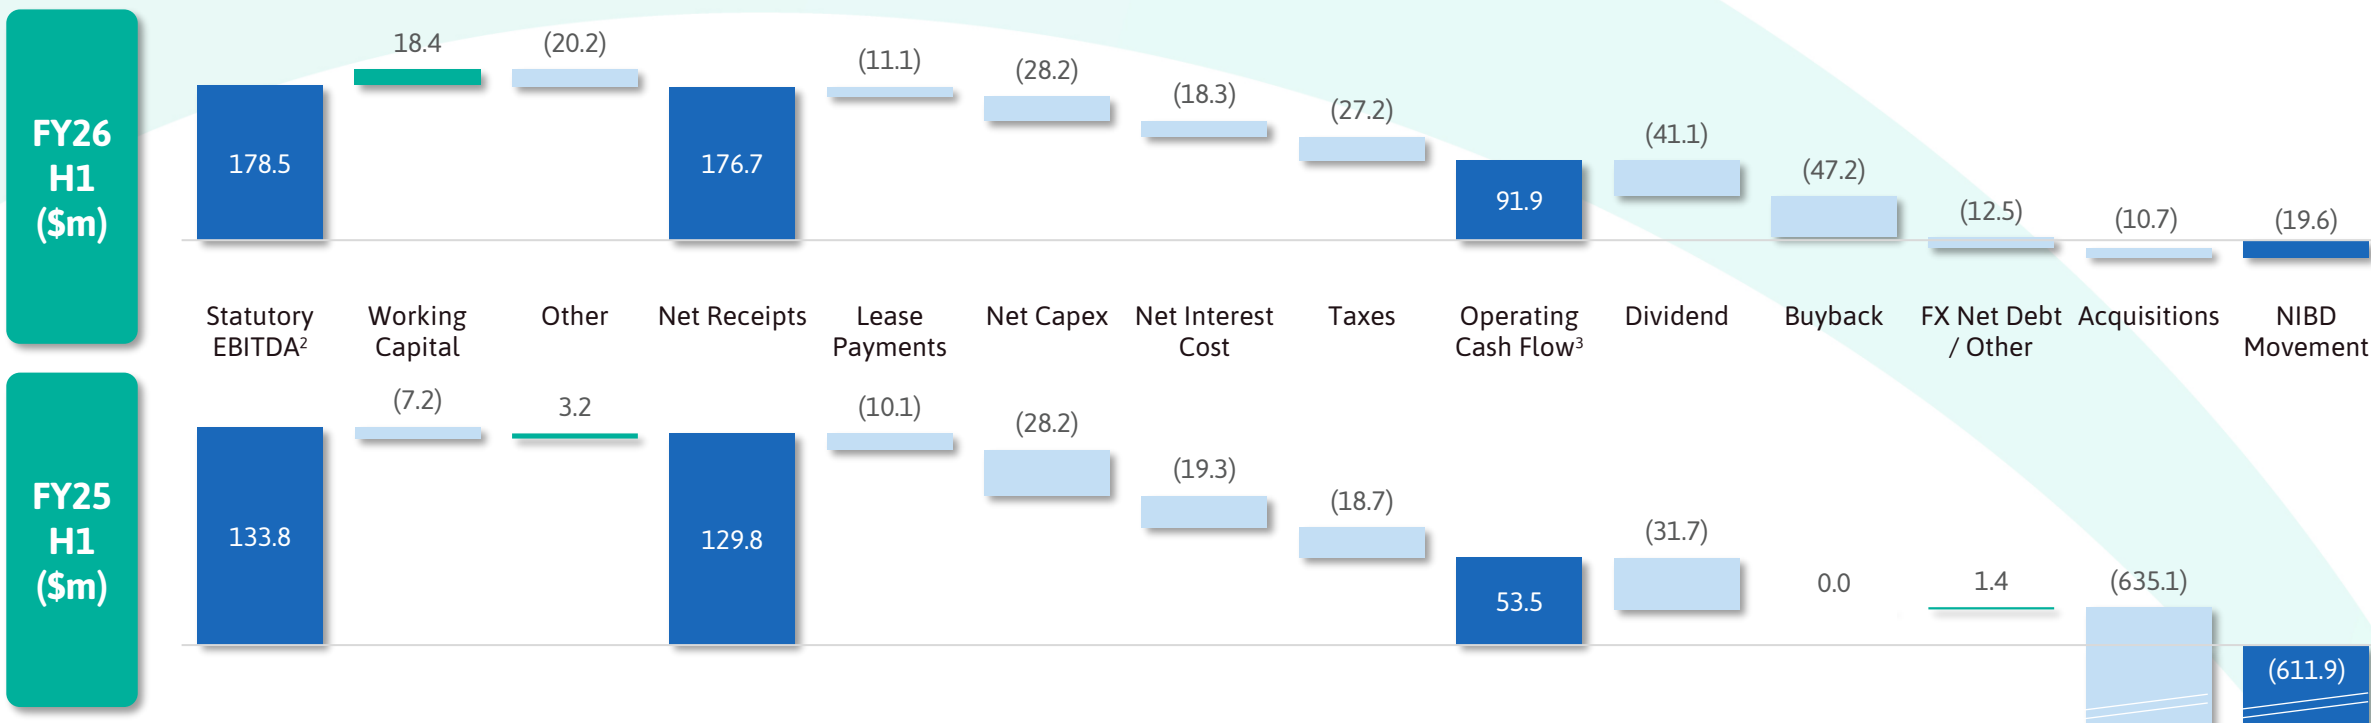 FY26
H1
($m)
18.4
(20.2)
(11.1)
(28.2)
(18.3)
(27.2)
(41.1)
(47.2)
(12.5)
(10.7)
(19.6)
178.5
176.7
91.9
Statutory
EBITDA²
Working
Capital
Other
Net Receipts
Lease
Payments
Net Capex
Net Interest
Cost
Taxes
Operating
Cash Flow³
Dividend
Buyback
FX Net Debt
/ Other
Acquisitions
NIBD
Movement
FY25
H1
($m)
(7.2)
3.2
(10.1)
(28.2)
(19.3)
(18.7)
(31.7)
0.0
1.4
(635.1)
133.8
129.8
53.5
(611.9)